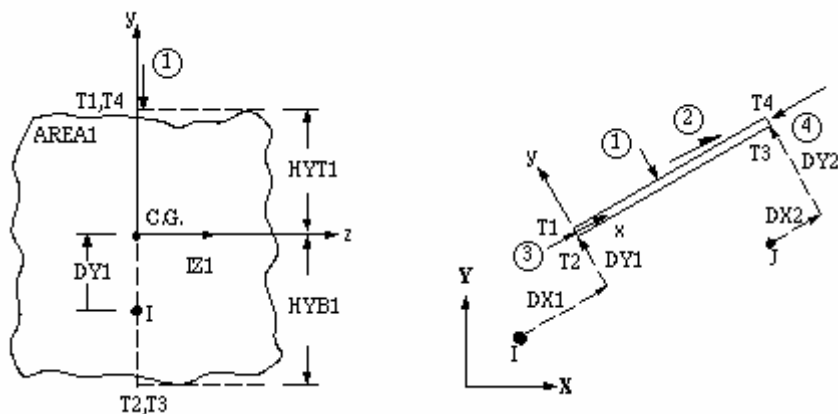 y
1
T1,T4
AREA1
HYT1
C.G.
z
IZ1
DY1
HYB1
I
T2,T3
T4
2
4
1
T3
DY2
y
T1
x
DX2
3
T2
DY1
J
Y
DX1
I
X